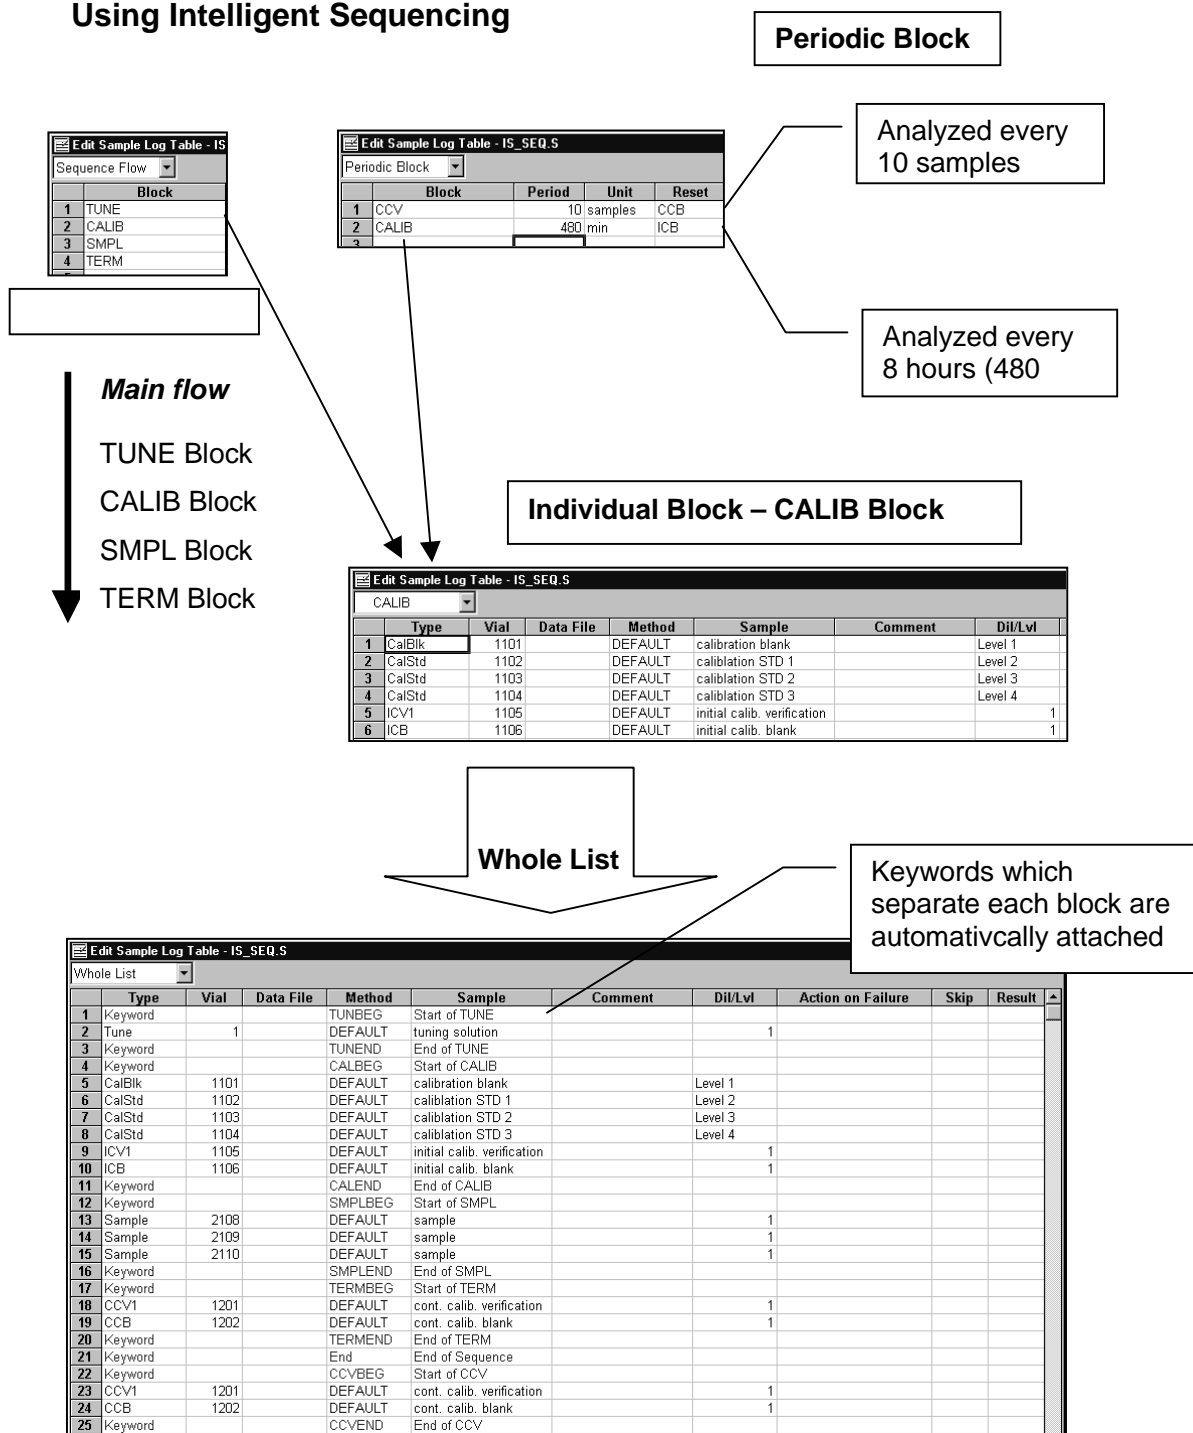 Using Intelligent Sequencing
Periodic Block
Edit Sample Log Table - IS
Sequence Flow
Block
1 TUNE
2 CALIB
3 SMPL
4 TERM
Edit Sample Log Table - IS_SEQ.S
Periodic Block
Block Period Unit Reset
1 CCV 10 samples CCB
2 CALIB 480 min ICB
3
Analyzed every
10 samples
Analyzed every
8 hours (480
Main flow
TUNE Block
CALIB Block
SMPL Block
TERM Block
Individual Block – CALIB Block
Edit Sample Log Table - IS_SEQ.S
CALIB
Type Vial Data File Method Sample Comment Dil/Lvl
1 CalBlk 1101 DEFAULT calibration blank Level 1
2 CalStd 1102 DEFAULT caliblation STD 1 Level 2
3 CalStd 1103 DEFAULT caliblation STD 2 Level 3
4 CalStd 1104 DEFAULT caliblation STD 3 Level 4
5 ICV1 1105 DEFAULT initial calib. verification 1
6 ICB 1106 DEFAULT initial calib. blank 1
Whole List
Keywords which
separate each block are
automativcally attached
Edit Sample Log Table - IS_SEQ.S
Whole List
Type Vial Data File Method Sample Comment Dil/Lvl Action on Failure Skip Result
1 Keyword TUNBEG Start of TUNE
2 Tune 1 DEFAULT tuning solution 1
3 Keyword TUNEND End of TUNE
4 Keyword CALBEG Start of CALIB
5 CalBlk 1101 DEFAULT calibration blank Level 1
6 CalStd 1102 DEFAULT caliblation STD 1 Level 2
7 CalStd 1103 DEFAULT caliblation STD 2 Level 3
8 CalStd 1104 DEFAULT caliblation STD 3 Level 4
9 ICV1 1105 DEFAULT initial calib. verification 1
10 ICB 1106 DEFAULT initial calib. blank 1
11 Keyword CALEND End of CALIB
12 Keyword SMPLBEG Start of SMPL
13 Sample 2108 DEFAULT sample 1
14 Sample 2109 DEFAULT sample 1
15 Sample 2110 DEFAULT sample 1
16 Keyword SMPLEND End of SMPL
17 Keyword TERMBEG Start of TERM
18 CCV1 1201 DEFAULT cont. calib. verification 1
19 CCB 1202 DEFAULT cont. calib. blank 1
20 Keyword TERMEND End of TERM
21 Keyword End End of Sequence
22 Keyword CCVBEG Start of CCV
23 CCV1 1201 DEFAULT cont. calib. verification 1
24 CCB 1202 DEFAULT cont. calib. blank 1
25 Keyword CCVEND End of CCV